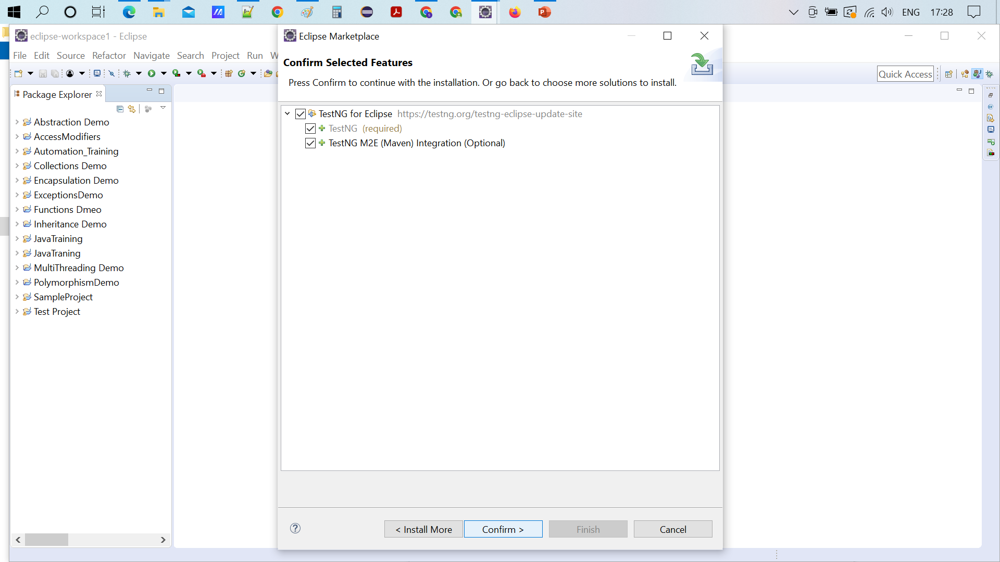 ENG 17:28
eclipse-workspace1 - Eclipse
File Edit Source Refactor Navigate Search Project Run W
Quick Access
Package Explorer
Abstraction Demo
AccessModifiers
Automation_Training
Collections Demo
Encapsulation Demo
ExceptionsDemo
Functions Dmeo
Inheritance Demo
JavaTraining
JavaTraning
MultiThreading Demo
PolymorphismDemo
SampleProject
Test Project
Eclipse Marketplace
Confirm Selected Features
Press Confirm to continue with the installation. Or go back to choose more solutions to install.
TestNG for Eclipse https://testng.org/testng-eclipse-update-site
TestNG (required)
TestNG M2E (Maven) Integration (Optional)
< Install More Confirm > Finish Cancel